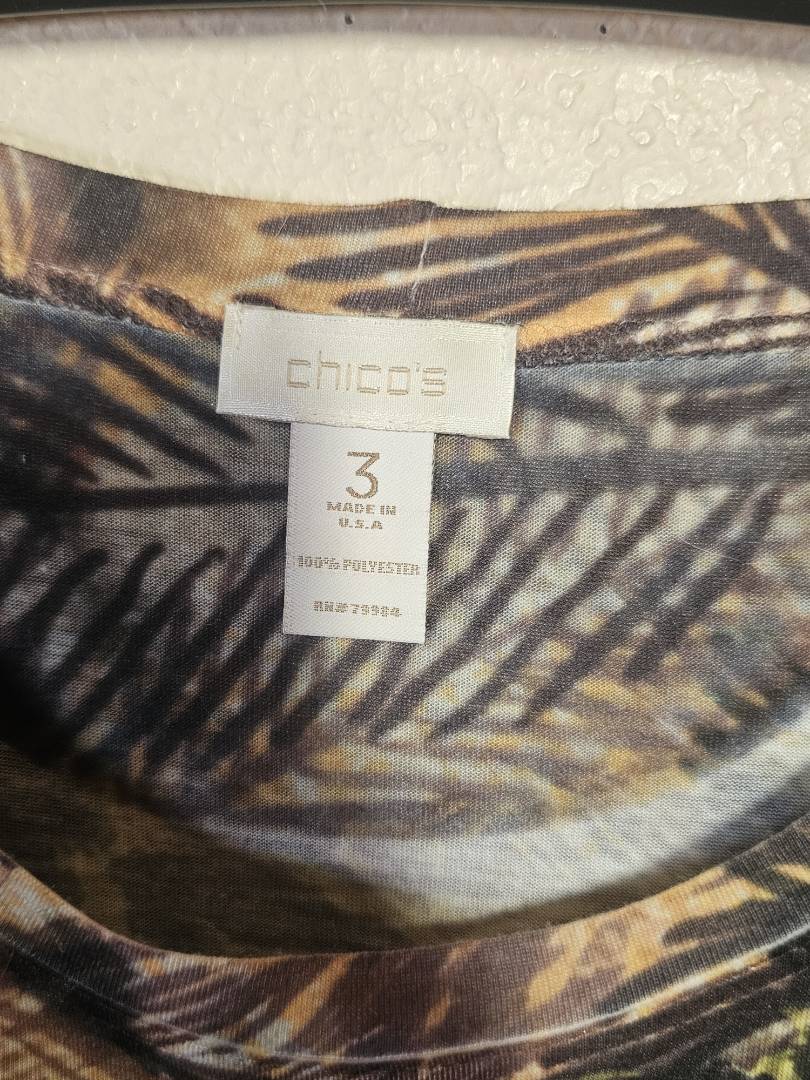 chico's
3
MADE IN
U.S.A
100% POLYESTER
RN# 79984